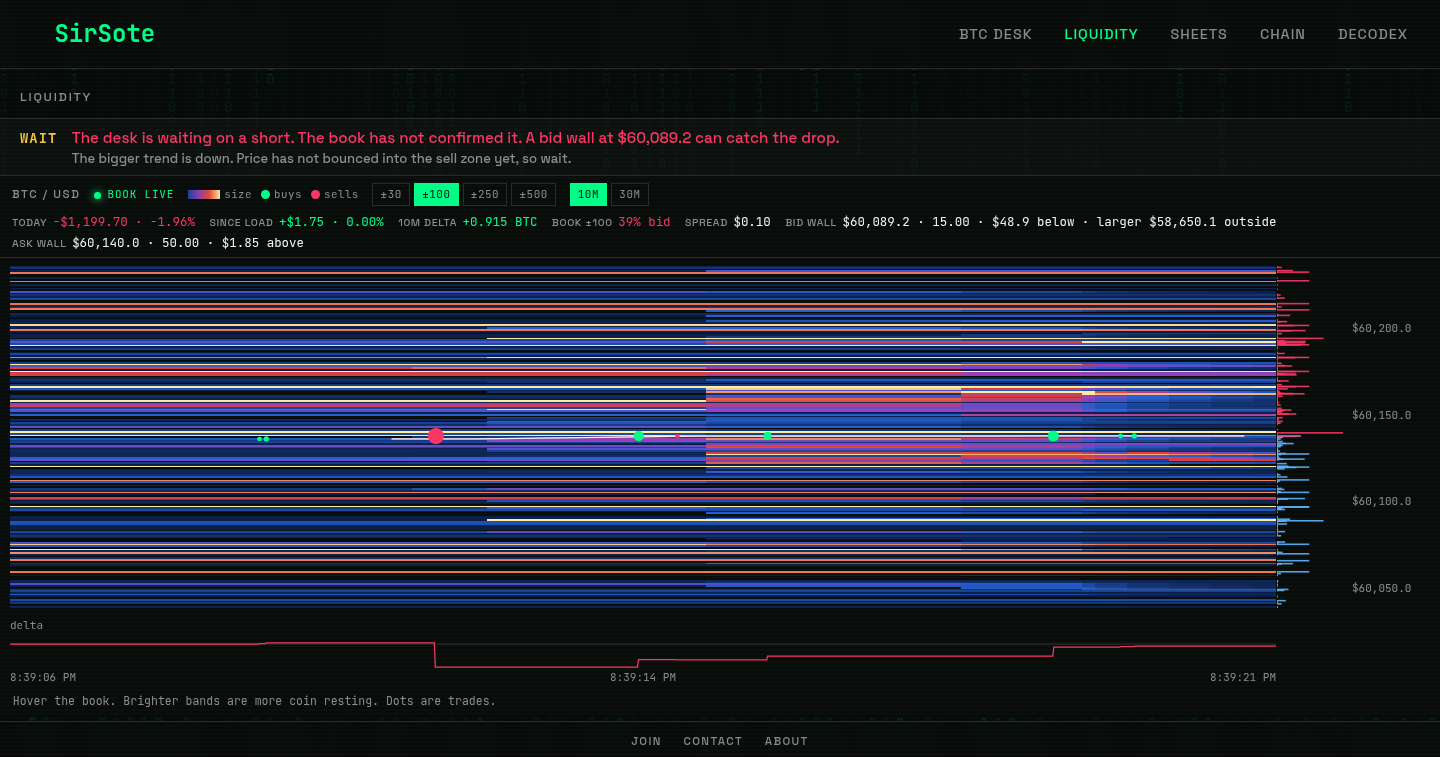 SirSote
BTC DESK LIQUIDITY SHEETS CHAIN DECODEX
LIQUIDITY
WAIT The desk is waiting on a short. The book has not confirmed it. A bid wall at $60,089.2 can catch the drop.
The bigger trend is down. Price has not bounced into the sell zone yet, so wait.
BTC / USD BOOK LIVE size buys sells ±30 ±100 ±250 ±500 10M 30M
TODAY -$1,199.70 · -1.96% SINCE LOAD +$1.75 · 0.00% 10M DELTA +0.915 BTC BOOK ±100 39% bid SPREAD $0.10 BID WALL $60,089.2 · 15.00 · $48.9 below · larger $58,650.1 outside
ASK WALL $60,140.0 · 50.00 · $1.85 above
$60,200.0
$60,150.0
$60,100.0
$60,050.0
delta
8:39:06 PM 8:39:14 PM 8:39:21 PM
Hover the book. Brighter bands are more coin resting. Dots are trades.
JOIN CONTACT ABOUT